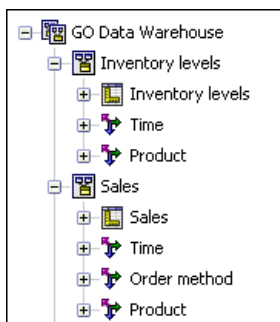 GO Data Warehouse
Inventory levels
Inventory levels
Time
Product
Sales
Sales
Time
Order method
Product